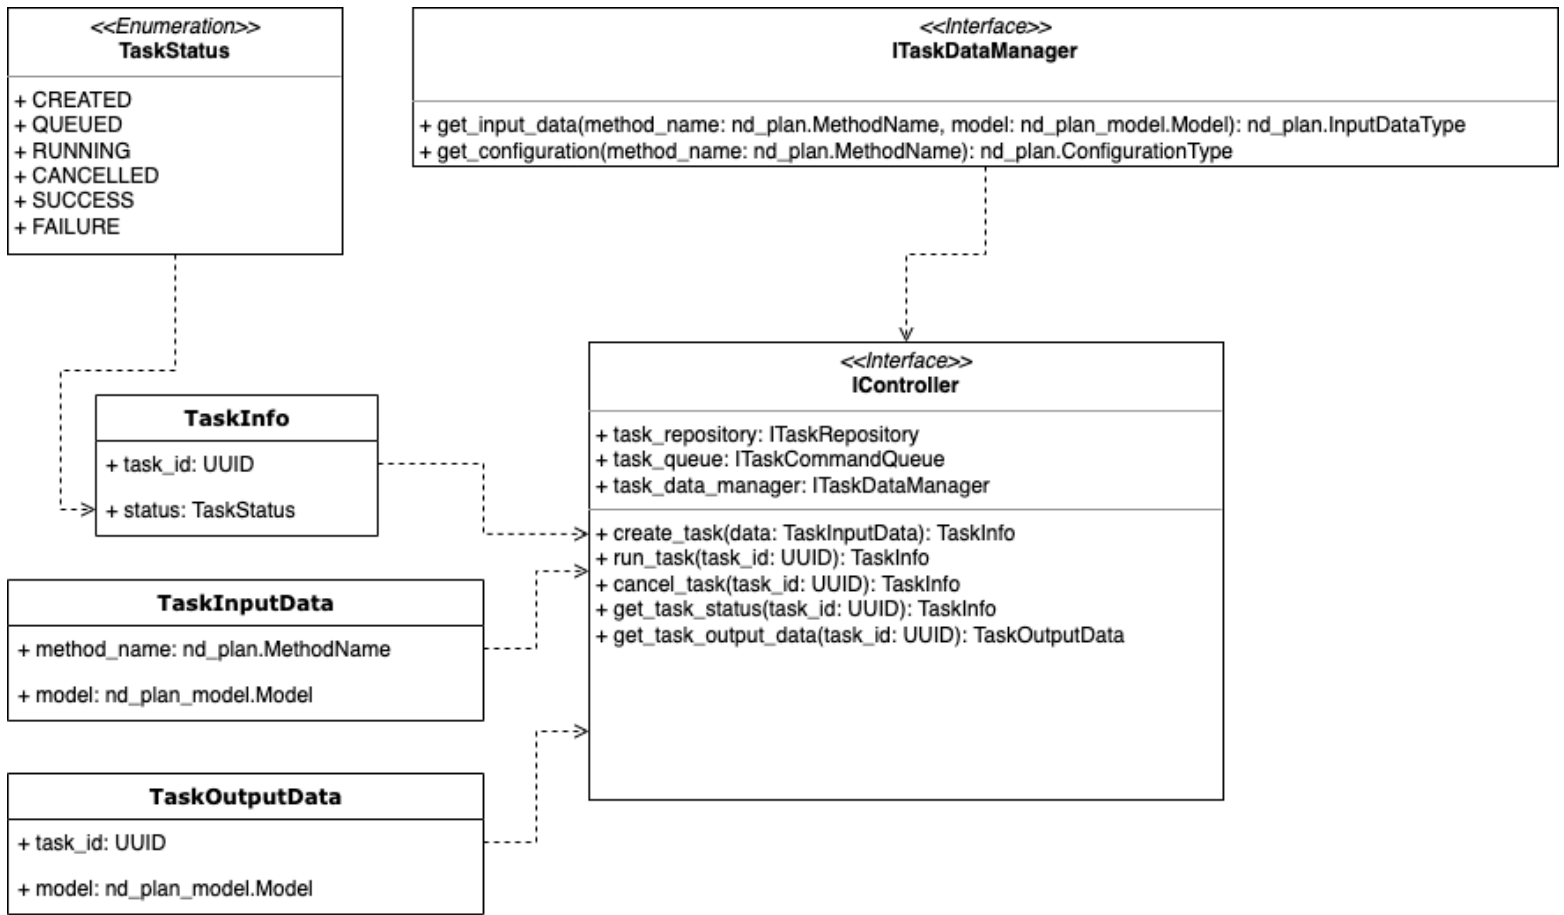 <<Enumeration>>
TaskStatus
+ CREATED
+ QUEUED
+ RUNNING
+ CANCELLED
+ SUCCESS
+ FAILURE
<<Interface>>
ITaskDataManager
+ get_input_data(method_name: nd_plan.MethodName, model: nd_plan_model.Model): nd_plan.InputDataType
+ get_configuration(method_name: nd_plan.MethodName): nd_plan.ConfigurationType
TaskInfo
+ task_id: UUID
+ status: TaskStatus
<<Interface>>
IController
+ task_repository: ITaskRepository
+ task_queue: ITaskCommandQueue
+ task_data_manager: ITaskDataManager
+ create_task(data: TaskInputData): TaskInfo
+ run_task(task_id: UUID): TaskInfo
+ cancel_task(task_id: UUID): TaskInfo
+ get_task_status(task_id: UUID): TaskInfo
+ get_task_output_data(task_id: UUID): TaskOutputData
TaskInputData
+ method_name: nd_plan.MethodName
+ model: nd_plan_model.Model
TaskOutputData
+ task_id: UUID
+ model: nd_plan_model.Model